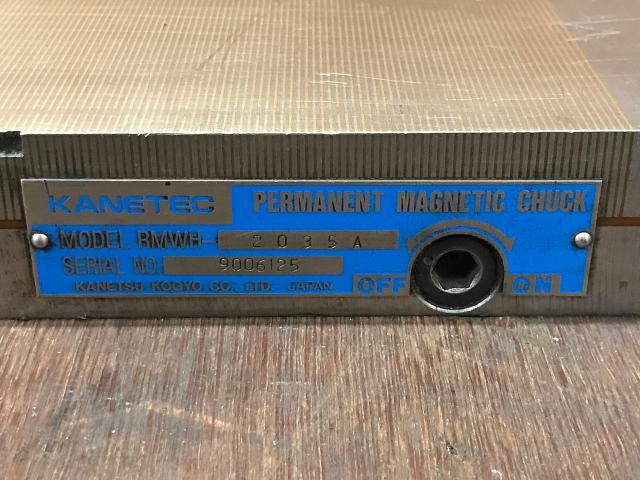 KANETEC PERMANENT MAGNETIC CHUCK
MODEL RMWH- 2035A
SERIAL NO. 9006125
KANETSU KOGYO CO., LTD. JAPAN
OFF ON